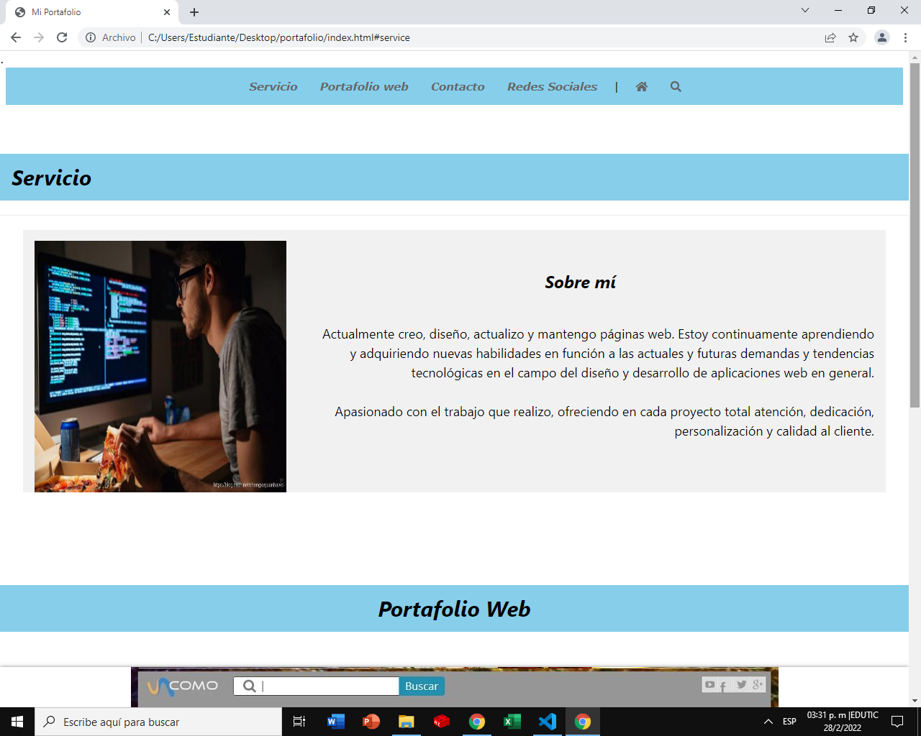 Mi Portafolio
Archivo | C:/Users/Estudiante/Desktop/portafolio/index.html#service
Servicio Portafolio web Contacto Redes Sociales |
Servicio
Sobre mí
Actualmente creo, diseño, actualizo y mantengo páginas web. Estoy continuamente aprendiendo
y adquiriendo nuevas habilidades en función a las actuales y futuras demandas y tendencias
tecnológicas en el campo del diseño y desarrollo de aplicaciones web en general.
Apasionado con el trabajo que realizo, ofreciendo en cada proyecto total atención, dedicación,
personalización y calidad al cliente.
Portafolio Web
UNCOMO Buscar
Escribe aquí para buscar
ESP
03:31 p. m.|EDUTIC
28/2/2022